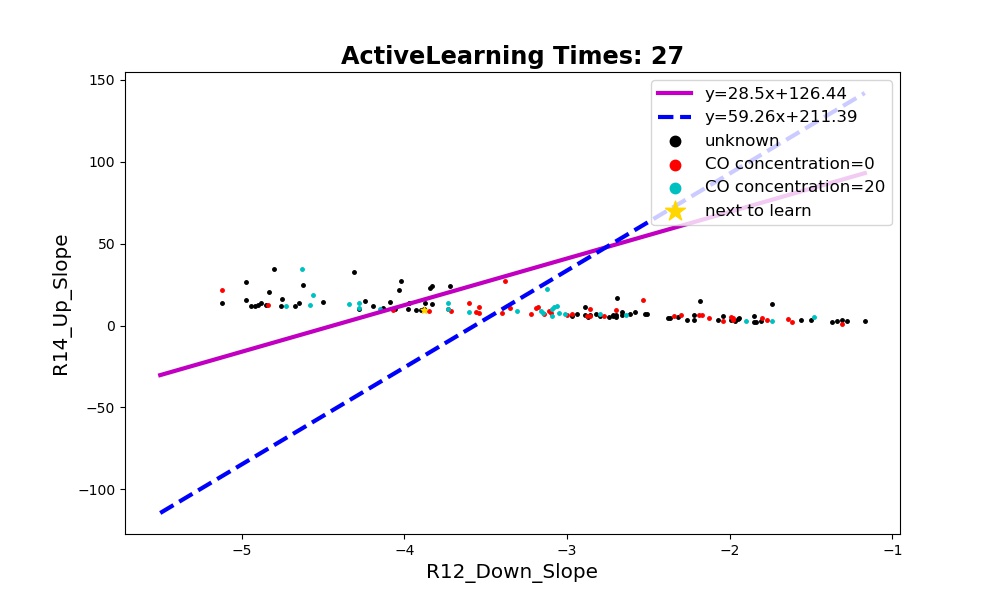 ActiveLearning Times: 27
150
100
50
0
−50
−100
R14_Up_Slope
y=28.5x+126.44
y=59.26x+211.39
unknown
CO concentration=0
CO concentration=20
next to learn
−5
−4
−3
−2
−1
R12_Down_Slope